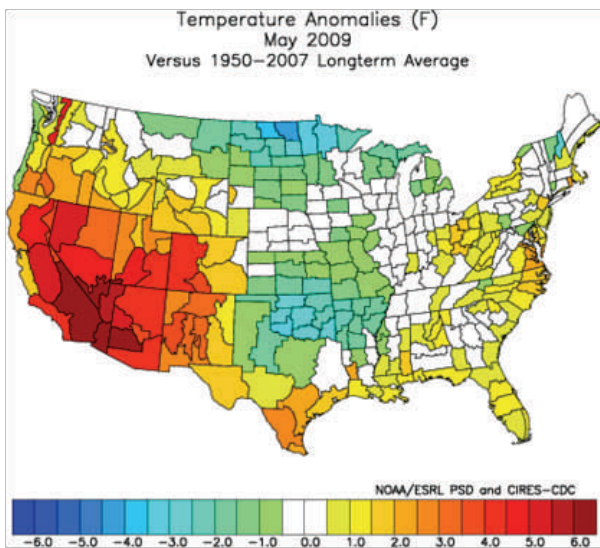 Temperature Anomalies (F)
May 2009
Versus 1950-2007 Longterm Average
NOAA/ESRL PSD and CIRES-CDC
-6.0 -5.0 -4.0 -3.0 -2.0 -1.0 0.0 1.0 2.0 3.0 4.0 5.0 6.0